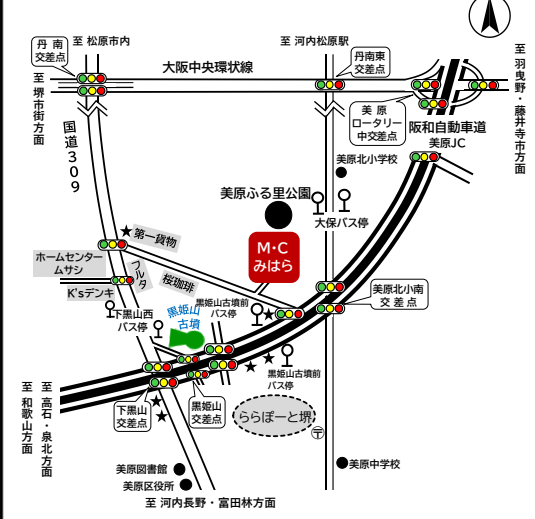 至 松原市内
至 河内松原駅
丹 南
交差点
大阪中央環状線
丹南東
交差点
至 堺市街方面
至 羽曳野・藤井寺市方面
美 原
ロータリー
中交差点
阪和自動車道
美原JC
国道309
美原北小学校
美原ふる里公園
大保バス停
第一貨物
M・C
みはら
ホームセンター
ムサシ
フルタ
桜珈琲
K'sデンキ
美原北小南
交 差 点
下黒山西
バス停
黒姫山
古墳
黒姫山古墳前
バス停
黒姫山古墳前
バス停
至 和歌山方面
至 高石・泉北方面
下黒山
交差点
黒姫山
交差点
ららぽーと堺
〒
美原図書館
美原区役所
美原中学校
至 河内長野・富田林方面